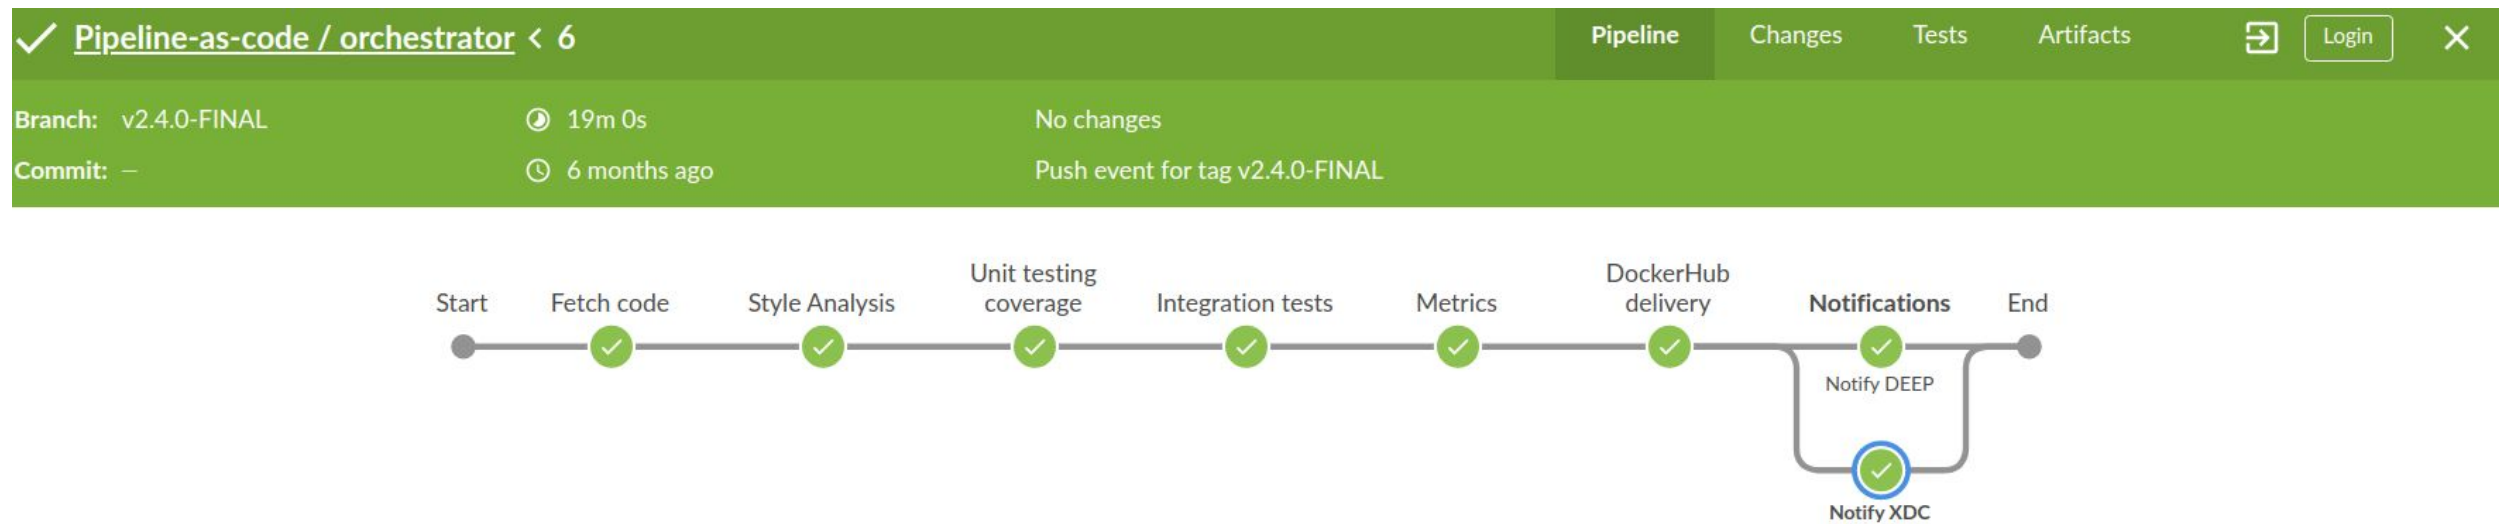 Pipeline-as-code / orchestrator < 6
Pipeline
Changes
Tests
Artifacts
Login
Branch: v2.4.0-FINAL
19m 0s
No changes
Commit: —
6 months ago
Push event for tag v2.4.0-FINAL
Start
Fetch code
Style Analysis
Unit testing
coverage
Integration tests
Metrics
DockerHub
delivery
Notifications
End
Notify DEEP
Notify XDC